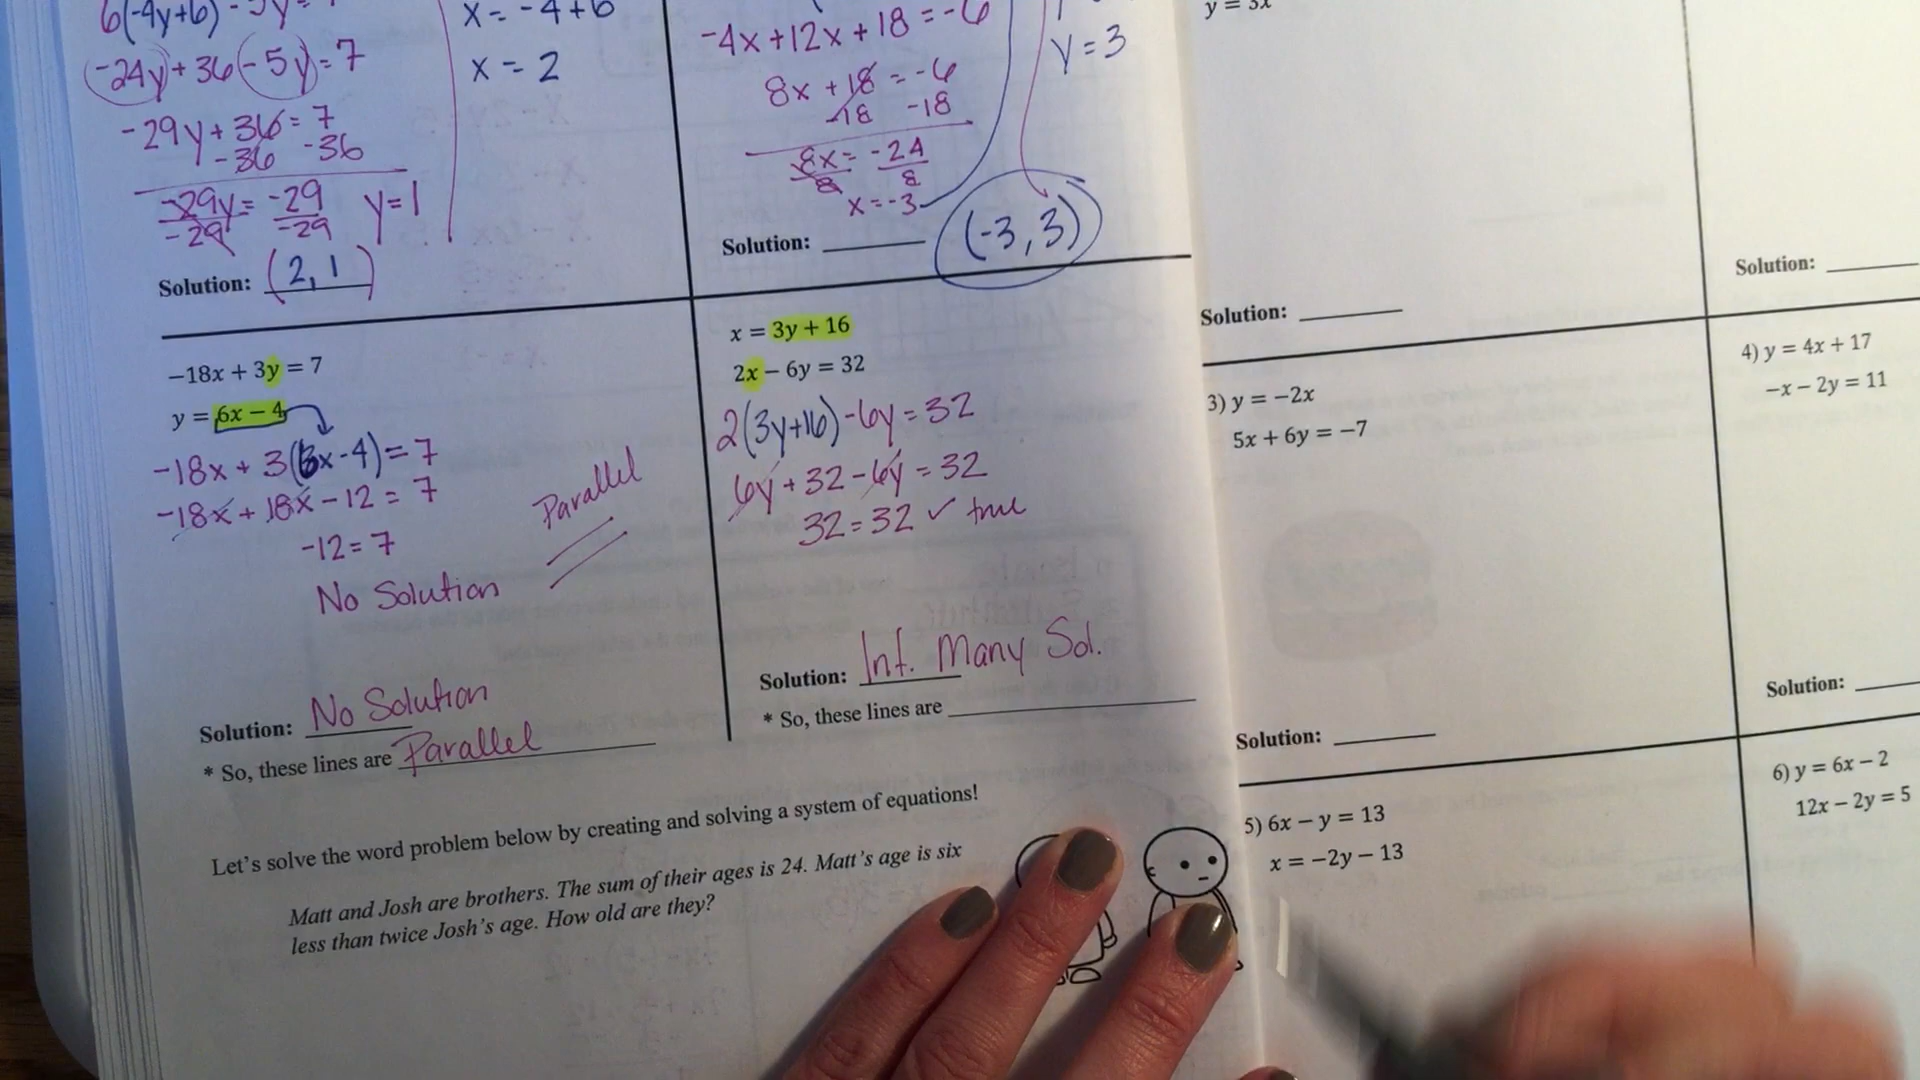 6(-4y+6) - 5y = 7
(-24y) + 36 (-5y) = 7
-29y + 36 = 7
-36 -36
-29y = -29 y = 1
-29 -29
Solution: (2, 1)
x = -4 + 6
x = 2
-4x + 12x + 18 = -6
8x + 18 = -6
-18 -18
8x = -24
8 8
x = -3
y = 3
(-3, 3)
Solution:
-18x + 3y = 7
y = 6x - 4
-18x + 3(6x - 4) = 7
-18x + 18x - 12 = 7
-12 = 7
No Solution
Parallel
Solution: No Solution
* So, these lines are Parallel
x = 3y + 16
2x - 6y = 32
2(3y+16) - 6y = 32
6y + 32 - 6y = 32
32 = 32 ✓ true
Solution: Inf. Many Sol.
* So, these lines are
Let's solve the word problem below by creating and solving a system of equations!
Matt and Josh are brothers. The sum of their ages is 24. Matt's age is six
less than twice Josh's age. How old are they?
y = 3x
Solution:
Solution:
3) y = -2x
5x + 6y = -7
Solution:
4) y = 4x + 17
-x - 2y = 11
Solution:
5) 6x - y = 13
x = -2y - 13
6) y = 6x - 2
12x - 2y = 5